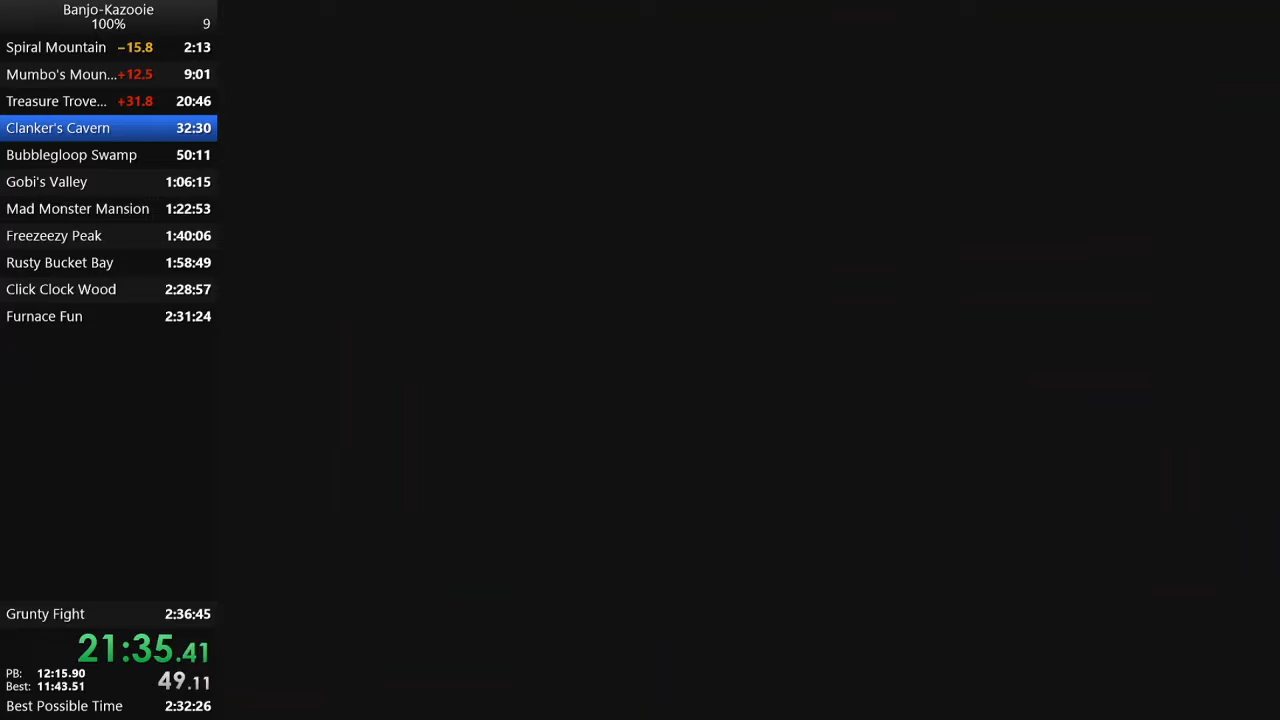 Banjo-Kazooie
100% 9
Spiral Mountain −15.8 2:13
Mumbo's Moun... +12.5 9:01
Treasure Trove... +31.8 20:46
Clanker's Cavern 32:30
Bubblegloop Swamp 50:11
Gobi's Valley 1:06:15
Mad Monster Mansion 1:22:53
Freezeezy Peak 1:40:06
Rusty Bucket Bay 1:58:49
Click Clock Wood 2:28:57
Furnace Fun 2:31:24
Grunty Fight 2:36:45
21:35.41
PB: 12:15.90
Best: 11:43.51 49.11
Best Possible Time 2:32:26